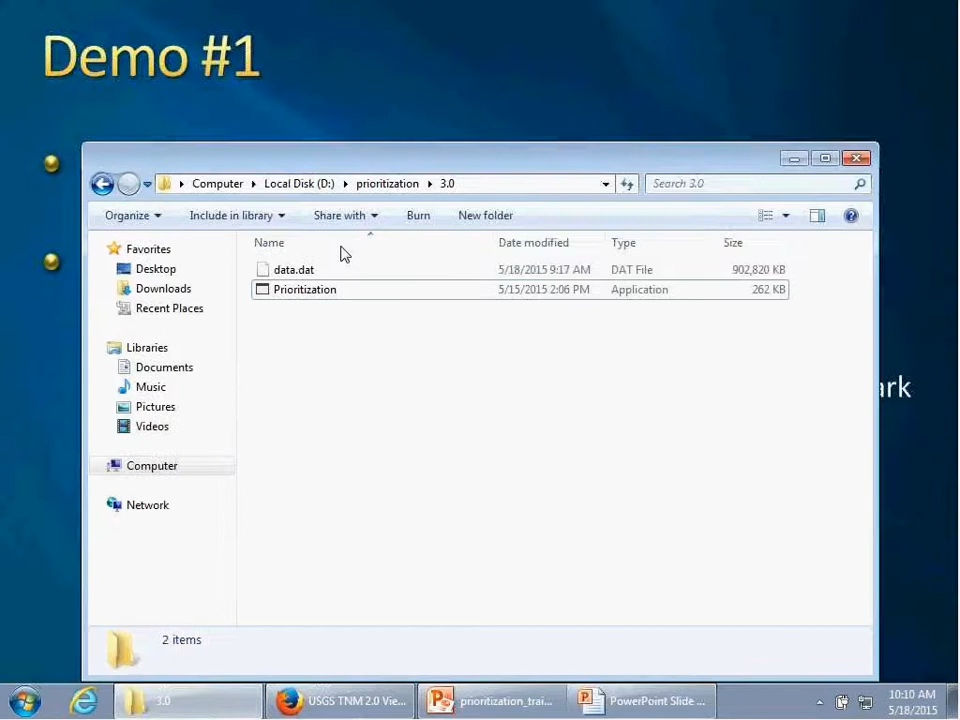 Demo #1
Computer Local Disk (D:) prioritization 3.0
Search 3.0
Organize Include in library Share with Burn New folder
Name Date modified Type Size
data.dat 5/18/2015 9:17 AM DAT File 902,820 KB
Prioritization 5/15/2015 2:06 PM Application 262 KB
Favorites
Desktop
Downloads
Recent Places
Libraries
Documents
Music
Pictures
Videos
Computer
Network
ark
2 items
3.0 USGS TNM 2.0 Vie... prioritization_trai... PowerPoint Slide ...
10:10 AM
5/18/2015